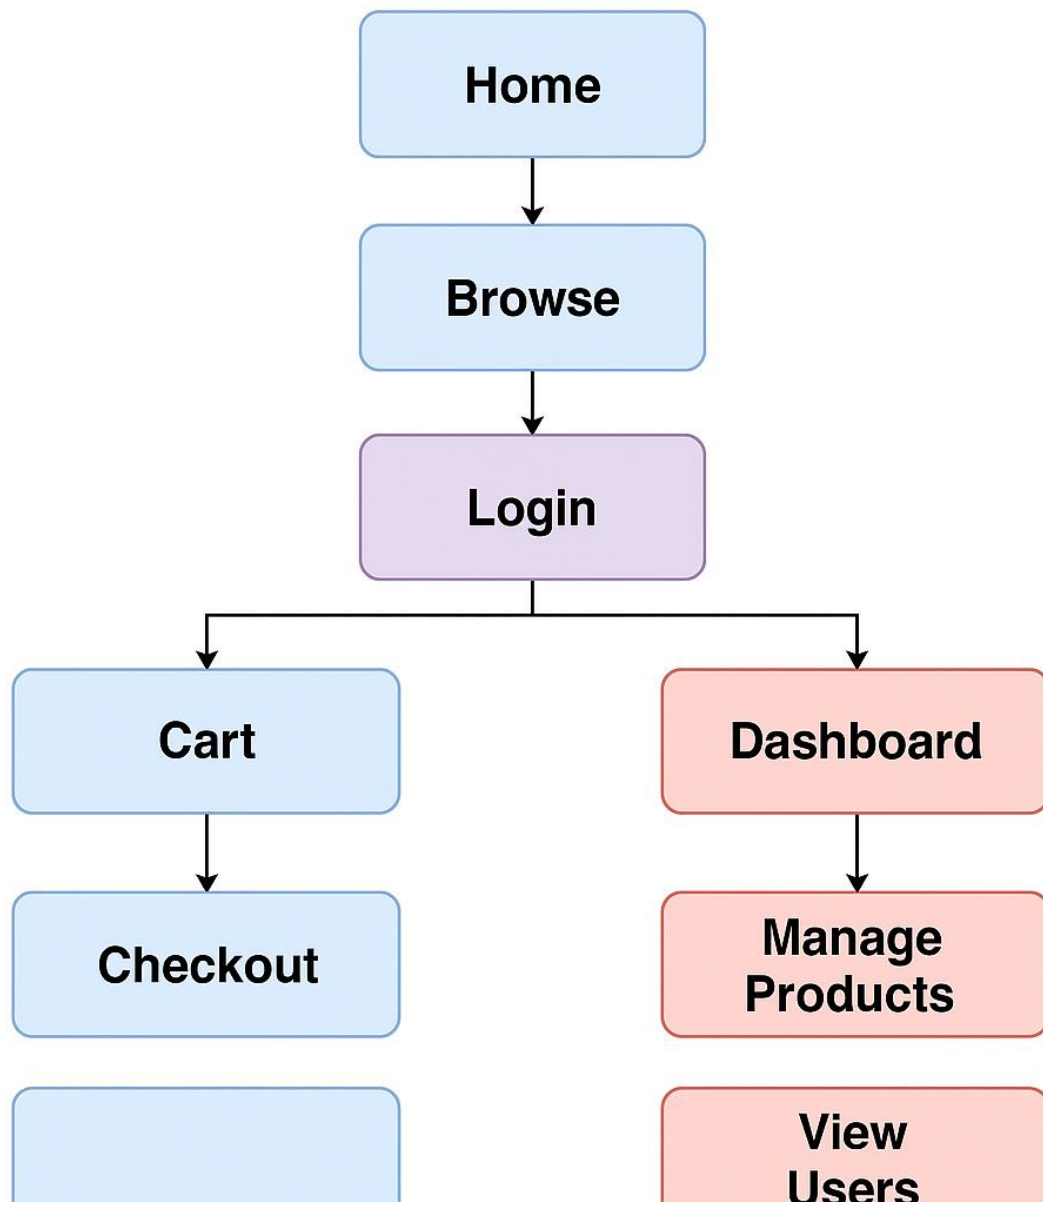 Home
Browse
Login
Cart
Dashboard
Checkout
Manage
Products
View
Users